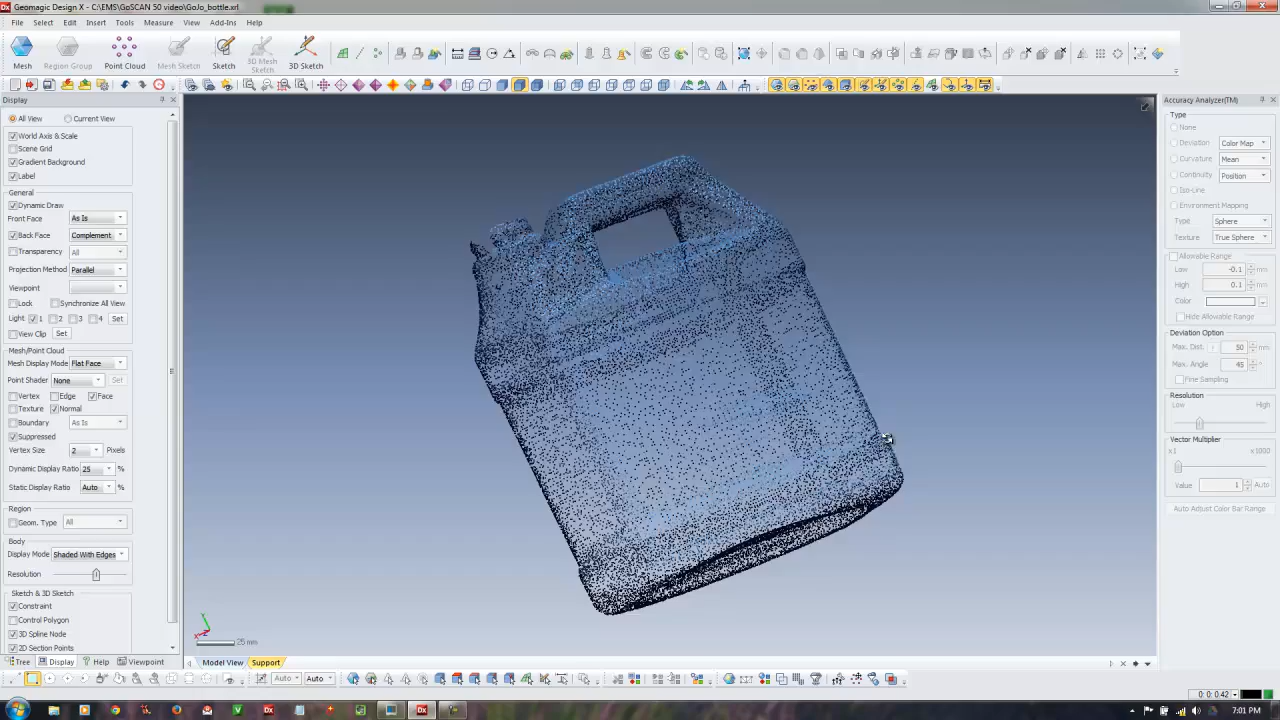 Geomagic Design X - C:\EMS\GoSCAN 50 video\GoJo_bottle.xrl
File Select Edit Insert Tools Measure View Add-Ins Help
Mesh Region Group Point Cloud Mesh Sketch Sketch 3D Mesh Sketch 3D Sketch
Display
Accuracy Analyzer(TM)
All View Current View
World Axis & Scale
Scene Grid
Gradient Background
Label
General
Dynamic Draw
Front Face As Is
Back Face Complement
Transparency All
Projection Method Parallel
Viewpoint
Lock Synchronize All View
Light 1 2 3 4 Set
View Clip Set
Mesh/Point Cloud
Mesh Display Mode Flat Face
Point Shader None Set
Vertex Edge Face
Texture Normal
Boundary As Is
Suppressed
Vertex Size 2 Pixels
Dynamic Display Ratio 25 %
Static Display Ratio Auto %
Region
Geom. Type All
Body
Display Mode Shaded With Edges
Resolution
Sketch & 3D Sketch
Constraint
Control Polygon
3D Spline Node
2D Section Points
Tree Display Help Viewpoint
Y
X
Z
25 mm
Model View Support
Type
None
Deviation Color Map
Curvature Mean
Continuity Position
Iso-Line
Environment Mapping
Type Sphere
Texture True Sphere
Allowable Range
Low -0.1 mm
High 0.1 mm
Color
Hide Allowable Range
Deviation Option
Max. Dist. 50 mm
Max. Angle 45 °
Fine Sampling
Resolution
Low High
Vector Multiplier
x1 x1000
Value 1 Auto
Auto Adjust Color Bar Range
Auto Auto
0: 0: 0.42
7:01 PM